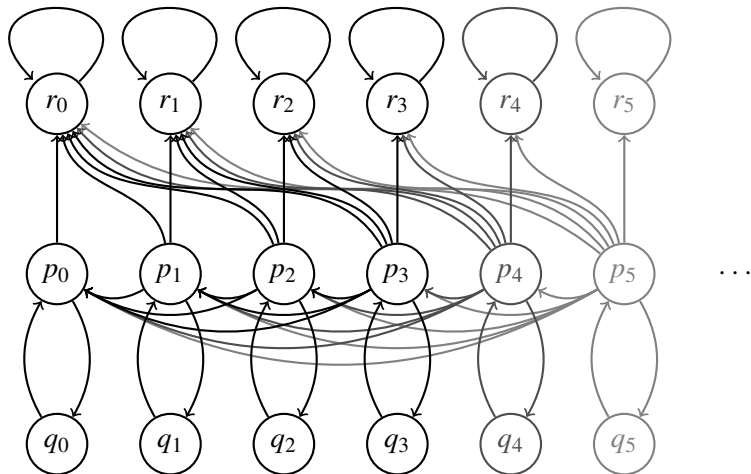 r₀ r₁ r₂ r₃ r₄ r₅
p₀ p₁ p₂ p₃ p₄ p₅ ...
q₀ q₁ q₂ q₃ q₄ q₅